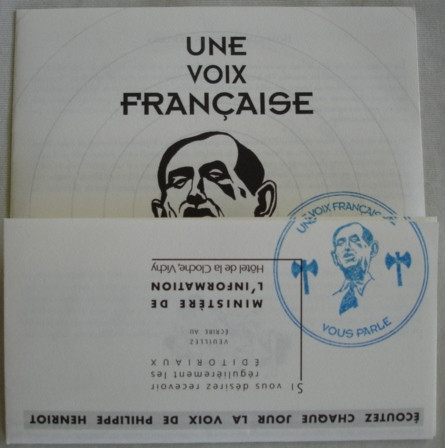 UNE
VOIX
FRANÇAISE
UNE VOIX FRANÇAISE
VOUS PARLE
ÉCOUTEZ CHAQUE JOUR LA VOIX DE PHILIPPE HENRIOT
Si vous désirez recevoir
régulièrement les
ÉDITORIAUX
VEUILLEZ
ÉCRIRE AU
MINISTÈRE DE
L'INFORMATION
Hôtel de la Cloche, Vichy